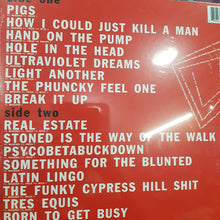 side one
PIGS
HOW I COULD JUST KILL A MAN
HAND ON THE PUMP
HOLE IN THE HEAD
ULTRAVIOLET DREAMS
LIGHT ANOTHER
THE PHUNCKY FEEL ONE
BREAK IT UP
side two
REAL ESTATE
STONED IS THE WAY OF THE WALK
PSYCOBETABUCKDOWN
SOMETHING FOR THE BLUNTED
LATIN LINGO
THE FUNKY CYPRESS HILL SHIT
TRES EQUIS
BORN TO GET BUSY